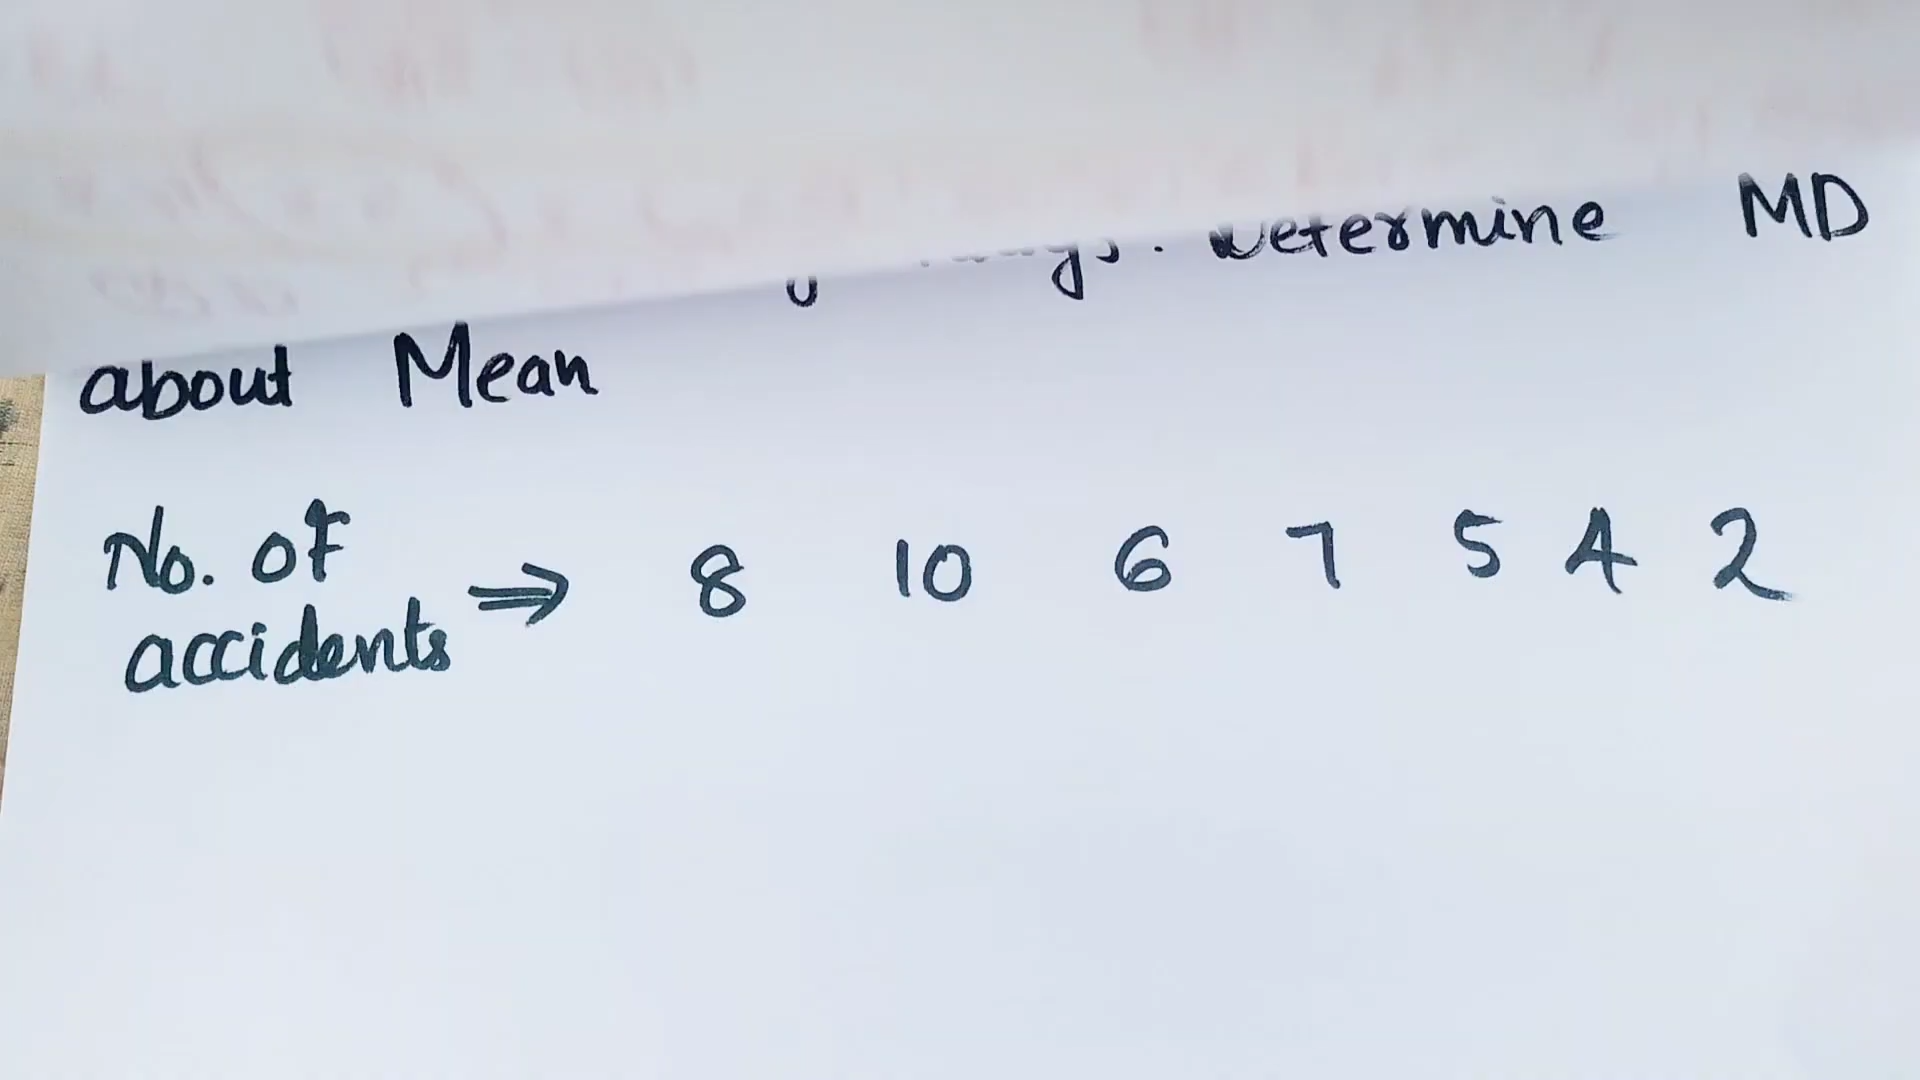 Determine MD
about Mean
No. of
accidents ⇒ 8 10 6 7 5 4 2